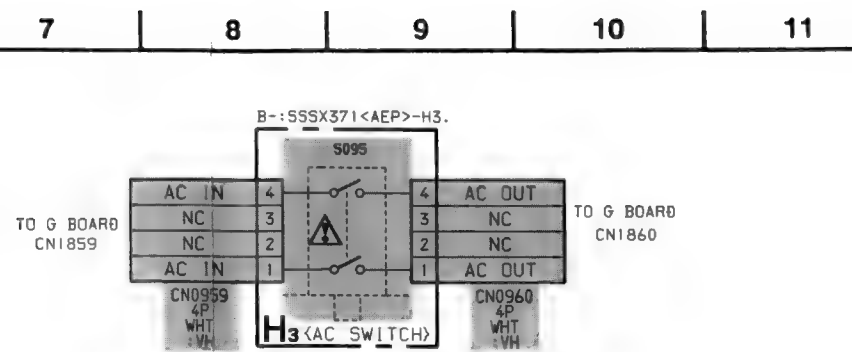 7 8 9 10 11
B-:SSSX371<AEP>-H3.
S095
AC IN 4 4 AC OUT
NC 3 3 NC
NC 2 2 NC
AC IN 1 1 AC OUT
TO G BOARD
CN1859
TO G BOARD
CN1860
CN0959
4P
WHT
:VH
CN0960
4P
WHT
:VH
H3<AC SWITCH>